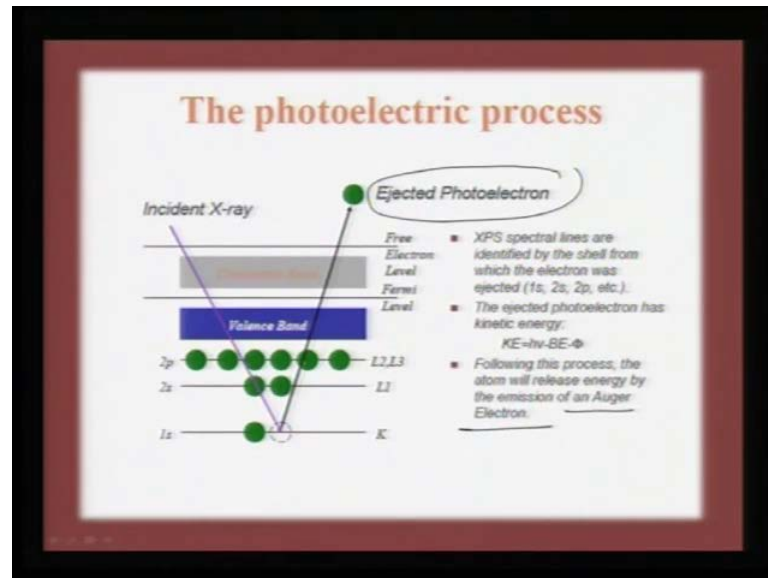 The photoelectric process
Incident X-ray
Ejected Photoelectron
Free
Electron
Level
Fermi
Level
Conduction Band
Valence Band
2p
L2,L3
2s
L1
1s
K
▪ XPS spectral lines are
identified by the shell from
which the electron was
ejected (1s, 2s, 2p, etc.).
▪ The ejected photoelectron has
kinetic energy:
KE=hv-BE-Φ
▪ Following this process, the
atom will release energy by
the emission of an Auger
Electron.